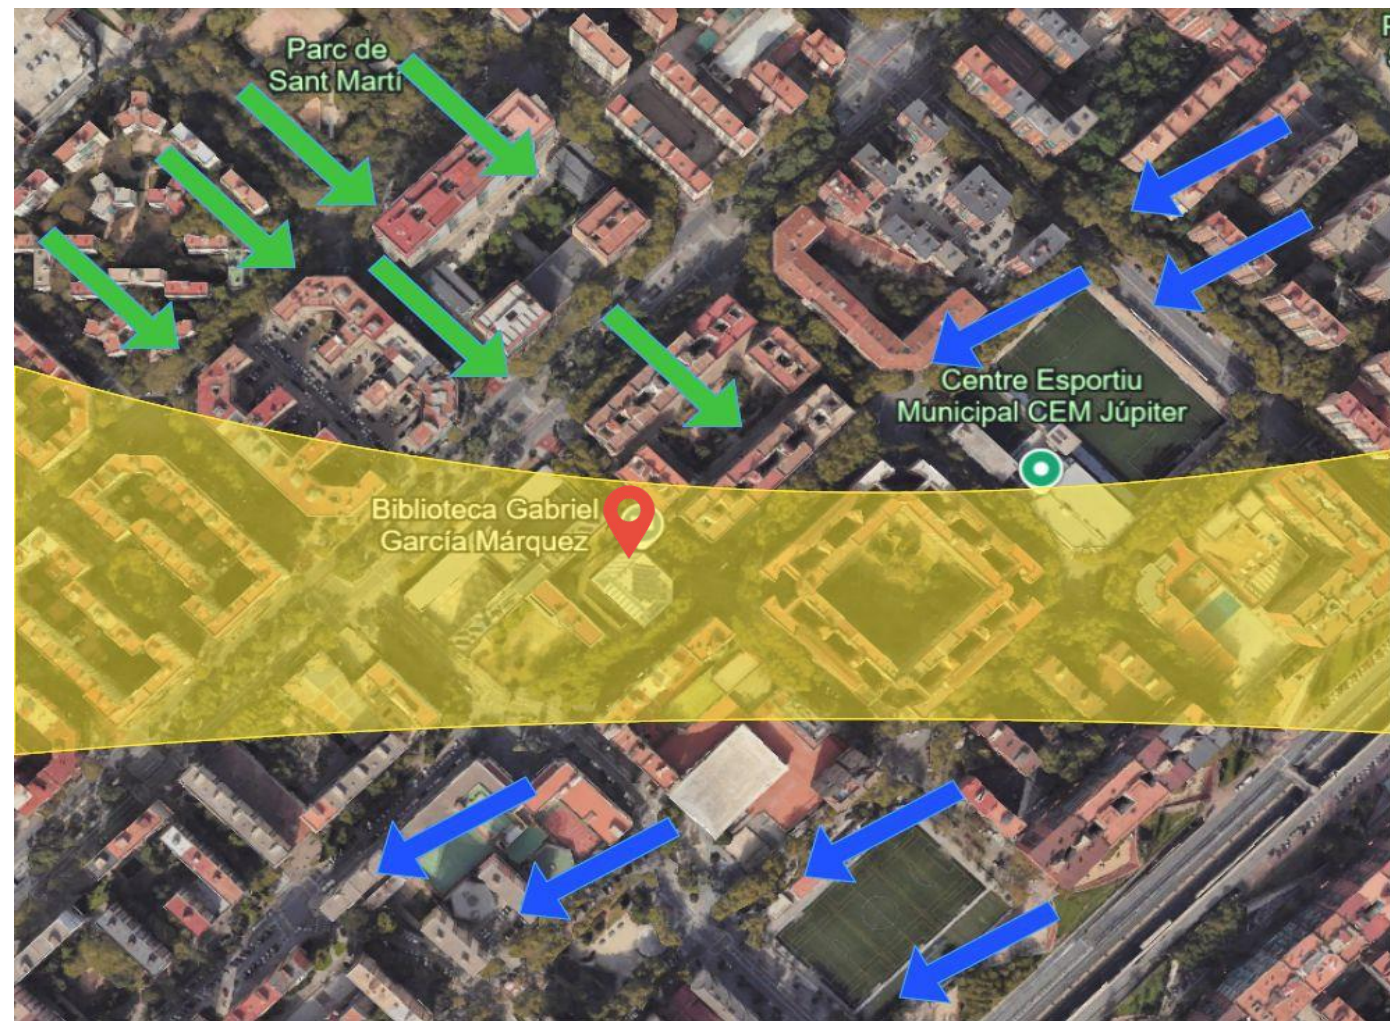 Parc de
Sant Martí
Centre Esportiu
Municipal CEM Júpiter
Biblioteca Gabriel
García Márquez